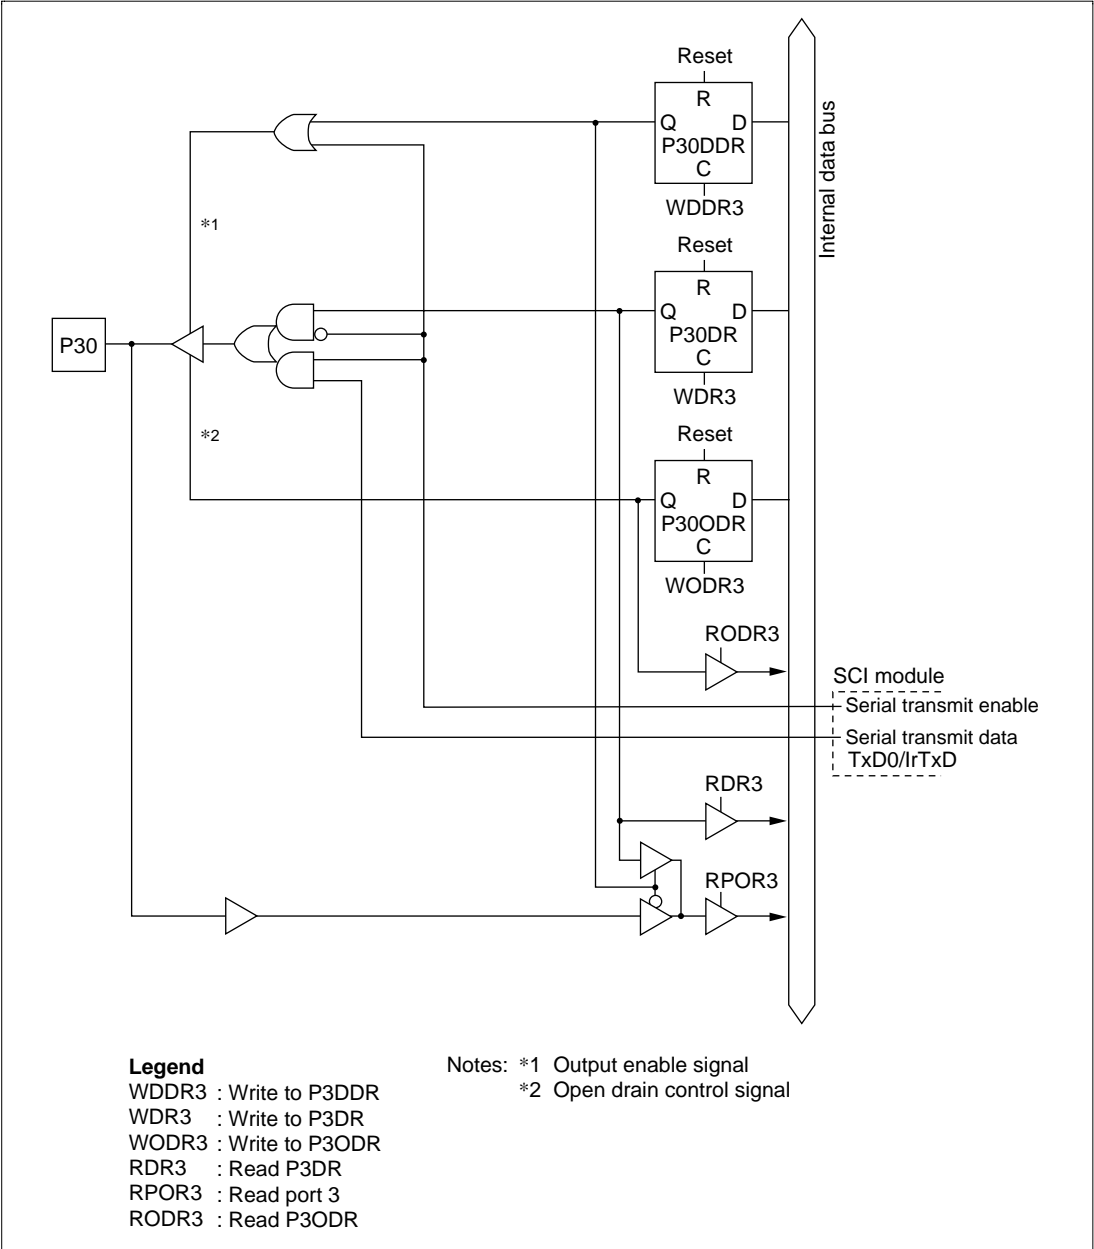 Reset
R
Q D
P30DDR
C
WDDR3
Internal data bus
*1
Reset
R
Q D
P30DR
C
WDR3
P30
*2
Reset
R
Q D
P30ODR
C
WODR3
RODR3
SCI module
Serial transmit enable
Serial transmit data
TxD0/IrTxD
RDR3
RPOR3
Legend
WDDR3 : Write to P3DDR
WDR3 : Write to P3DR
WODR3 : Write to P3ODR
RDR3 : Read P3DR
RPOR3 : Read port 3
RODR3 : Read P3ODR
Notes: *1 Output enable signal
*2 Open drain control signal